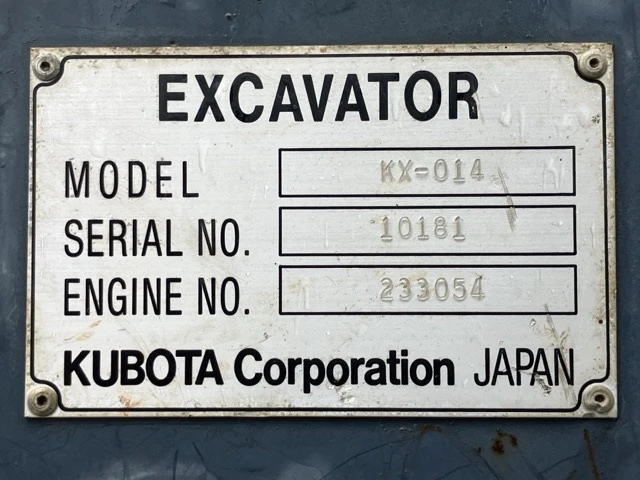 EXCAVATOR
MODEL KX-014
SERIAL NO. 10181
ENGINE NO. 233054
KUBOTA Corporation JAPAN